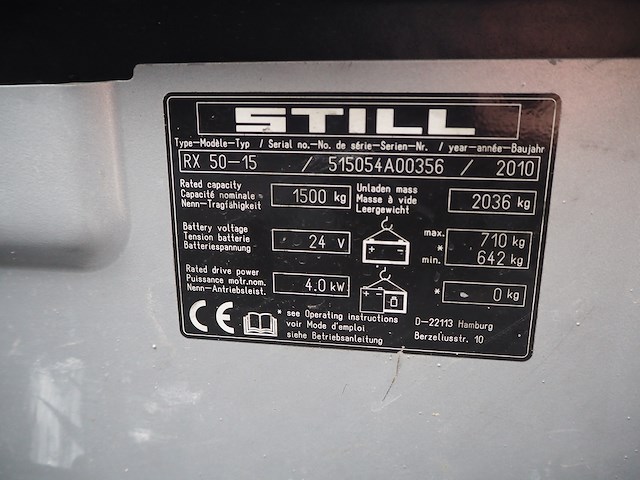 STILL
Type-Modèle-Typ / Serial no.-No. de série-Serien-Nr. / year-année-Baujahr
RX 50-15 / 515054A00356 / 2010
Rated capacity
Capacité nominale
Nenn-Tragfähigkeit
1500 kg
Unladen mass
Masse à vide
Leergewicht
2036 kg
Battery voltage
Tension batterie
Batteriespannung
24 V
max. 710 kg
*
min. 642 kg
Rated drive power
Puissance motr.nom.
Nenn-Antriebsleist.
4.0 kW
* 0 kg
CE
* see Operating instructions
voir Mode d'emploi
siehe Betriebsanleitung
D-22113 Hamburg
Berzeliusstr. 10